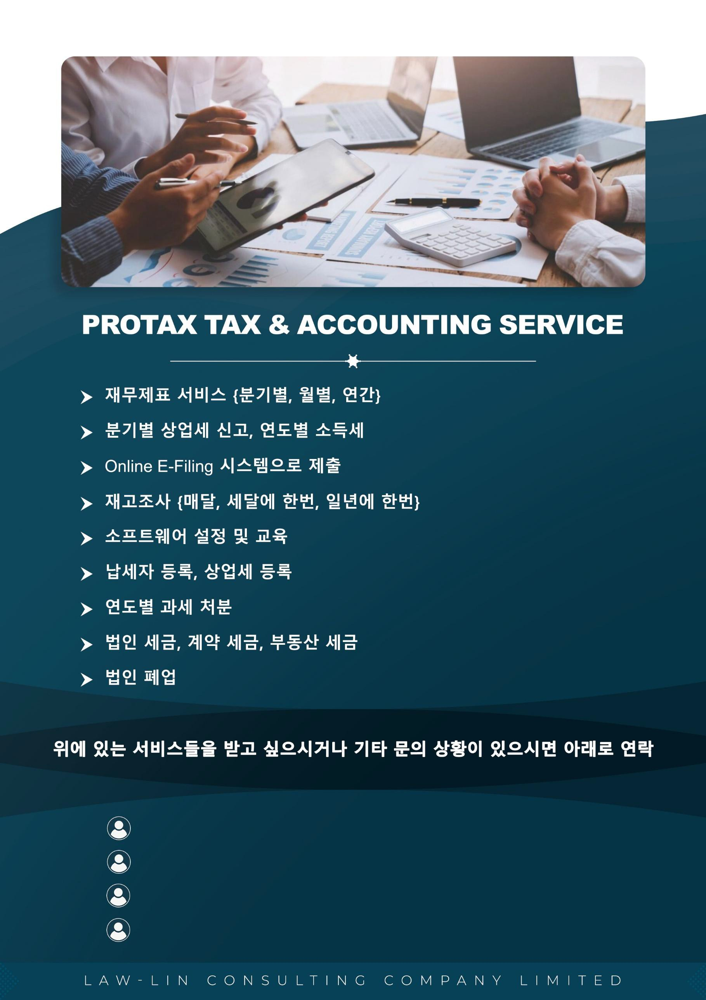 MARKETING REPORT
SUMMARY REPORT
PROTAX TAX & ACCOUNTING SERVICE
재무제표 서비스 {분기별, 월별, 연간}
분기별 상업세 신고, 연도별 소득세
Online E-Filing 시스템으로 제출
재고조사 {매달, 세달에 한번, 일년에 한번}
소프트웨어 설정 및 교육
납세자 등록, 상업세 등록
연도별 과세 처분
법인 세금, 계약 세금, 부동산 세금
법인 폐업
위에 있는 서비스들을 받고 싶으시거나 기타 문의 상황이 있으시면 아래로 연락
LAW-LIN CONSULTING COMPANY LIMITED